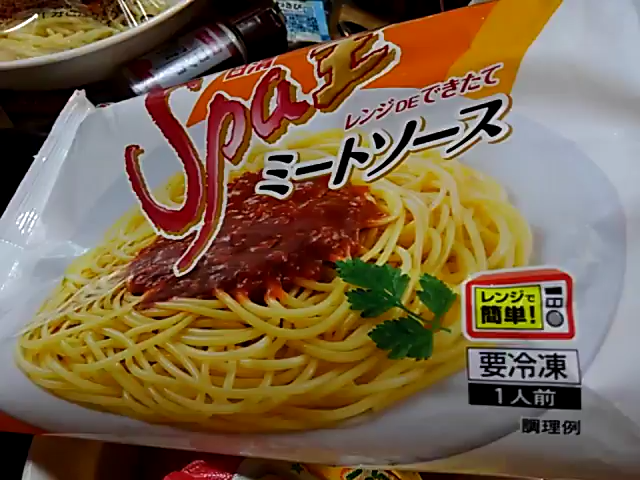 日清
Spa王
レンジDEできたて
ミートソース
レンジで
簡単!
要冷凍
1人前
調理例